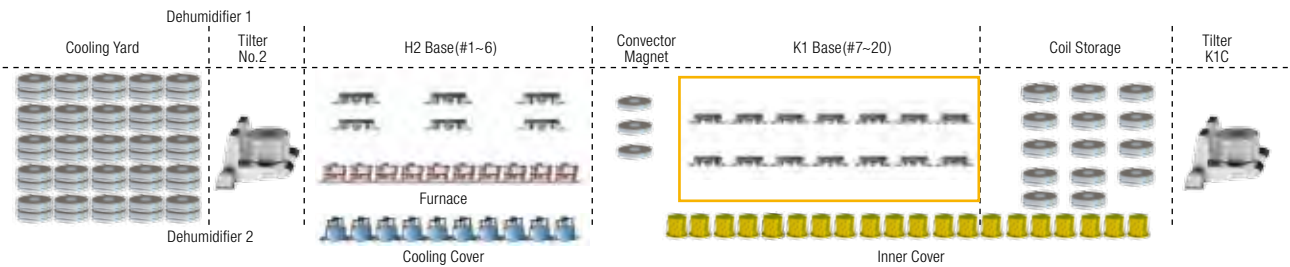 Dehumidifier 1
Cooling Yard
Tilter
No.2
H2 Base(#1~6)
Convector
Magnet
K1 Base(#7~20)
Coil Storage
Tilter
K1C
Furnace
Dehumidifier 2
Cooling Cover
Inner Cover